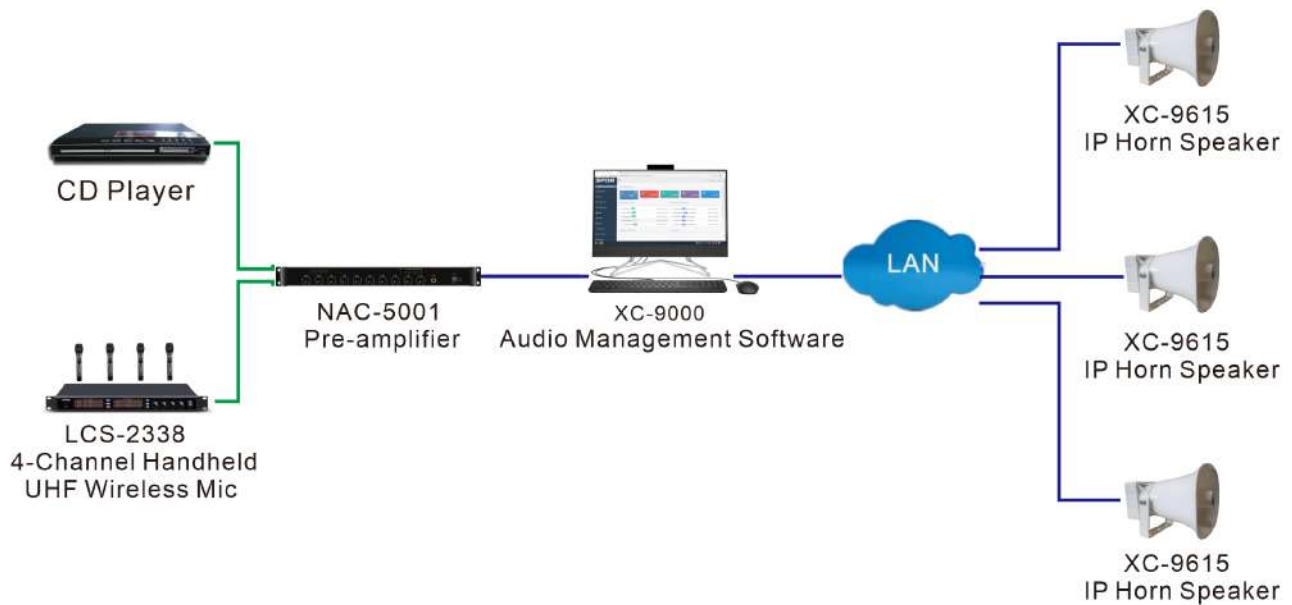 CD Player
LCS-2338
4-Channel Handheld
UHF Wireless Mic
NAC-5001
Pre-amplifier
XC-9000
Audio Management Software
LAN
XC-9615
IP Horn Speaker
XC-9615
IP Horn Speaker
XC-9615
IP Horn Speaker